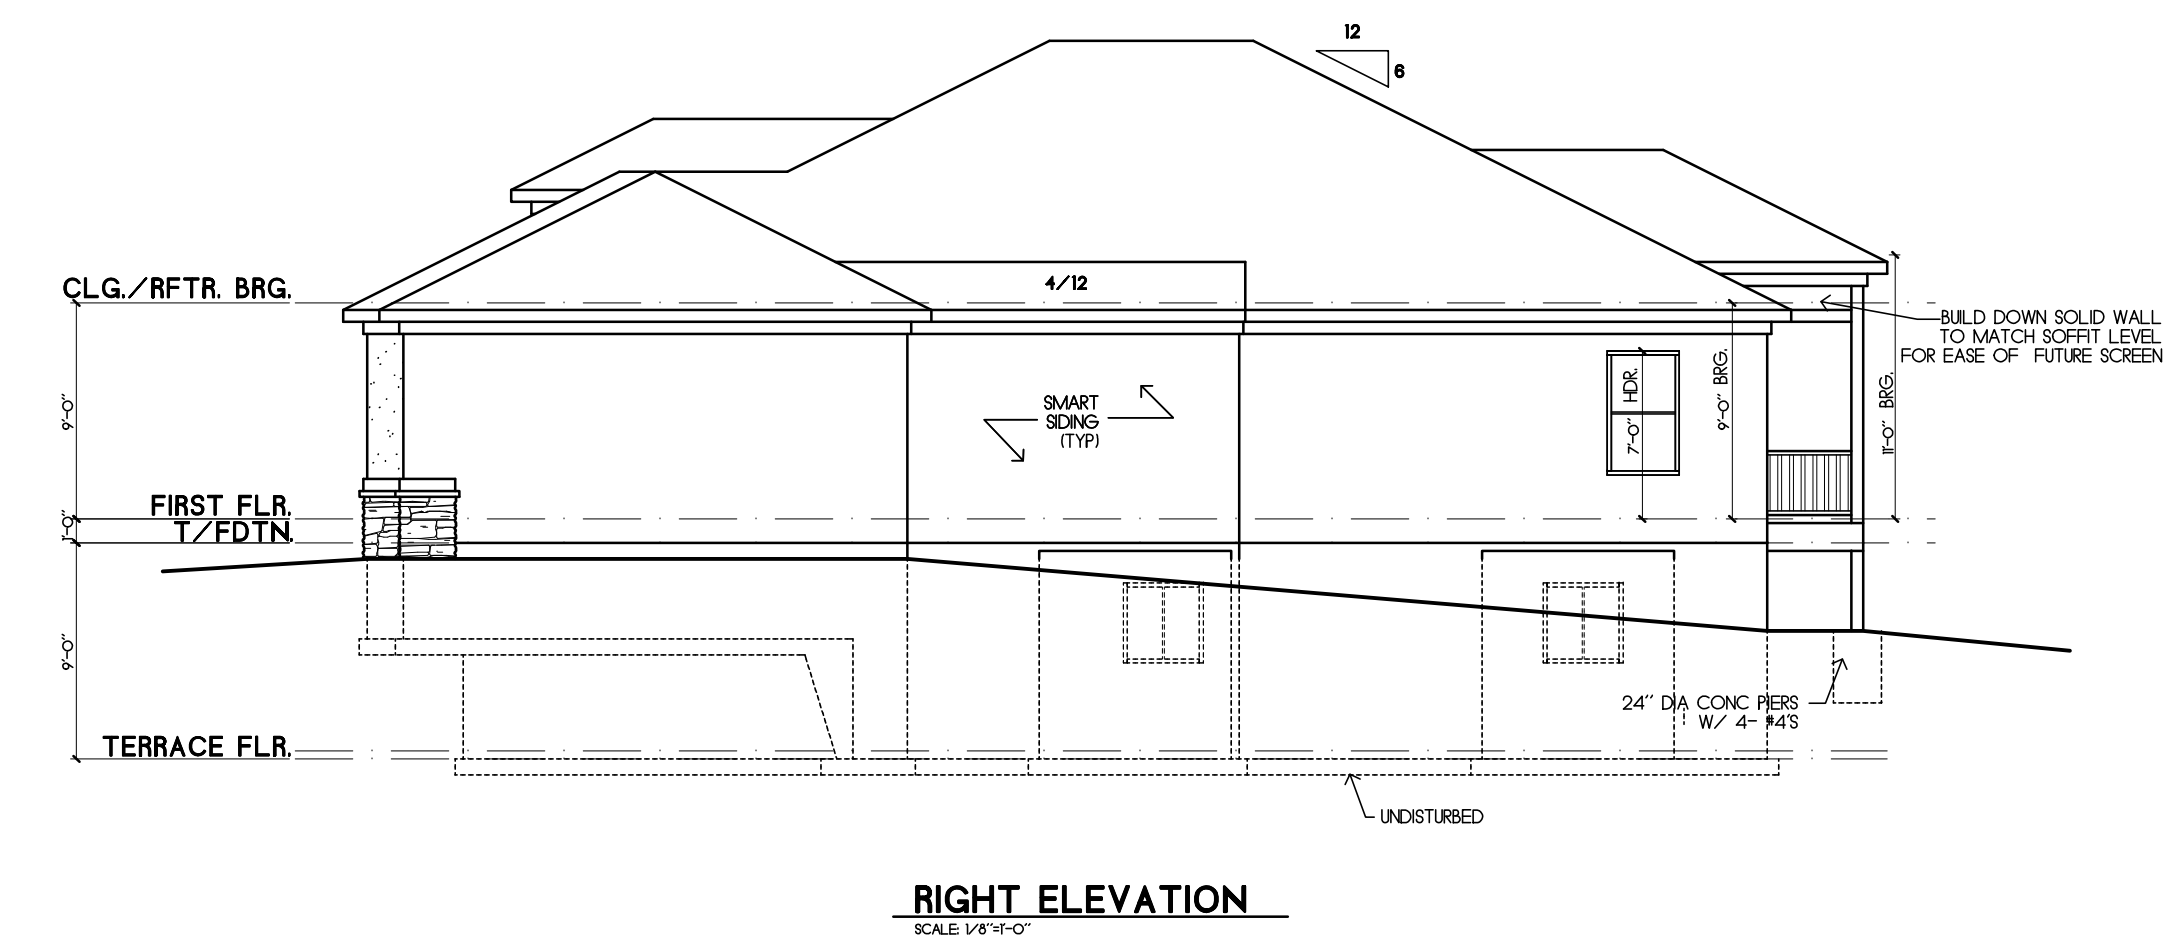 12
6
CLG./RFTR. BRG.
4/12
BUILD DOWN SOLID WALL
TO MATCH SOFFIT LEVEL
FOR EASE OF FUTURE SCREEN
9'-0"
SMART
SIDING
(TYP)
7'-0" HDR.
9'-0" BRG.
11'-0" BRG.
FIRST FLR.
1'-0"
T/FDTN.
9'-0"
24" DIA CONC PIERS
W/ 4- #4'S
TERRACE FLR.
UNDISTURBED
RIGHT ELEVATION
SCALE: 1/8"=1'-0"